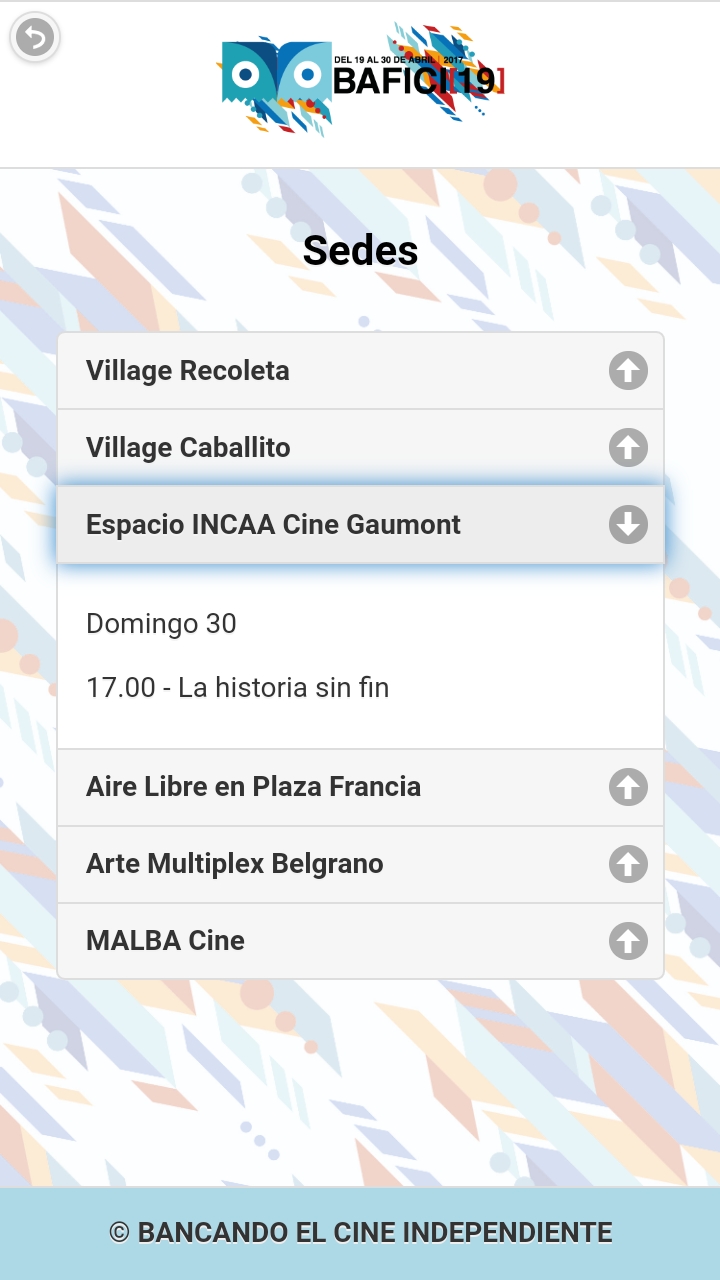 DEL 19 AL 30 DE ABRIL | 2017
BAFICI[19]
Sedes
Village Recoleta
Village Caballito
Espacio INCAA Cine Gaumont
Domingo 30
17.00 - La historia sin fin
Aire Libre en Plaza Francia
Arte Multiplex Belgrano
MALBA Cine
© BANCANDO EL CINE INDEPENDIENTE